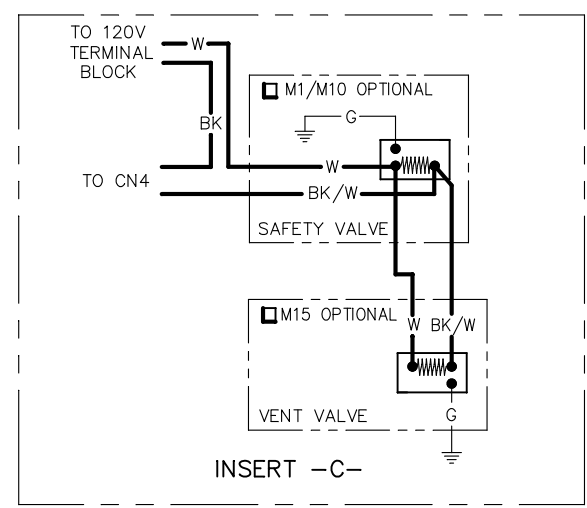 TO 120V
TERMINAL
BLOCK
W
M1/M10 OPTIONAL
G
BK
W
TO CN4
BK/W
SAFETY VALVE
M15 OPTIONAL
W
BK/W
VENT VALVE
G
INSERT –C–